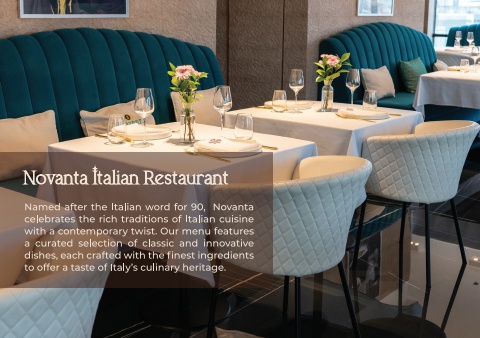 Novanta Italian Restaurant
Named after the Italian word for 90, Novanta
celebrates the rich traditions of Italian cuisine
with a contemporary twist. Our menu features
a curated selection of classic and innovative
dishes, each crafted with the finest ingredients
to offer a taste of Italy's culinary heritage.